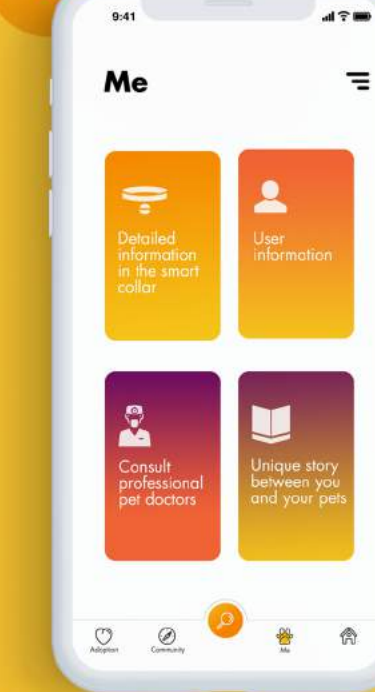 9:41
Me
Detailed
information
in the smart
collar
User
information
Consult
professional
pet doctors
Unique story
between you
and your pets
Adoption
Community
Me